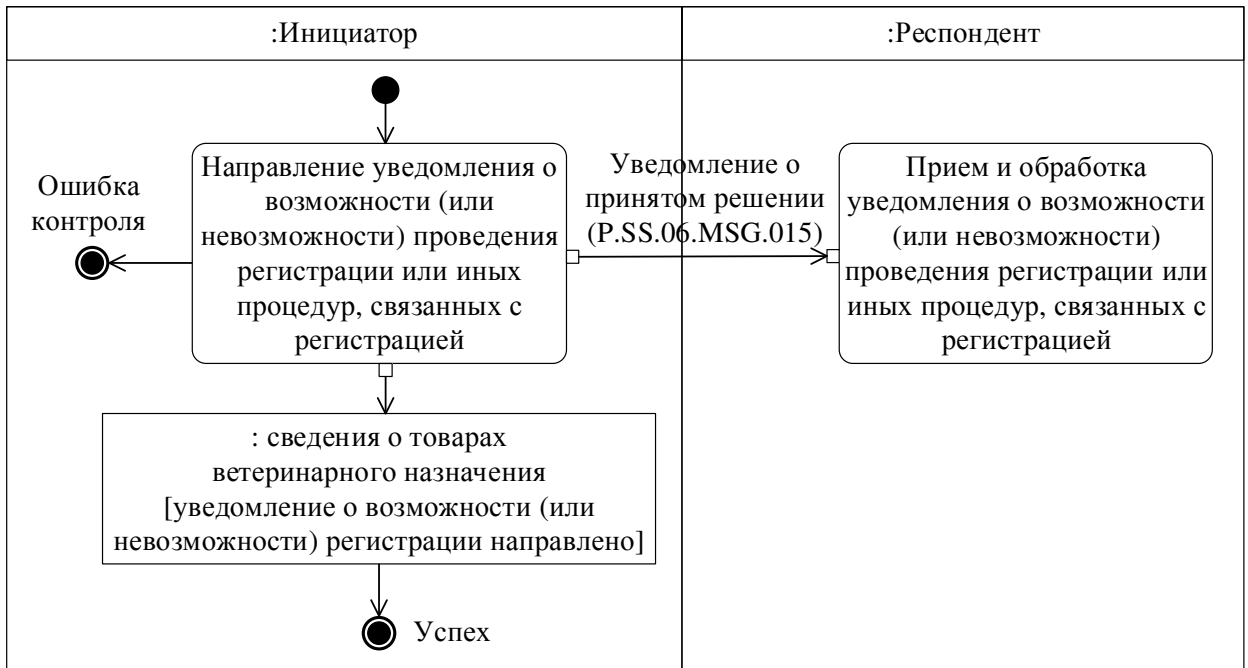 :Инициатор
:Респондент
Направление уведомления о
возможности (или
невозможности) проведения
регистрации или иных
процедур, связанных с
регистрацией
Ошибка
контроля
Уведомление о
принятом решении
(P.SS.06.MSG.015)
Прием и обработка
уведомления о возможности
(или невозможности)
проведения регистрации или
иных процедур, связанных с
регистрацией
: сведения о товарах
ветеринарного назначения
[уведомление о возможности (или
невозможности) регистрации направлено]
Успех